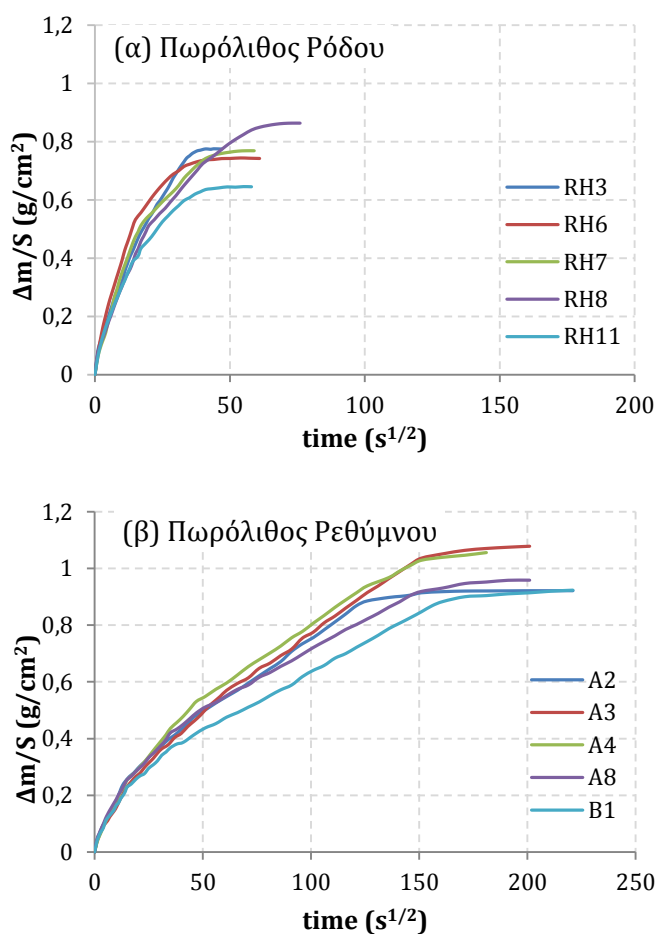 (α) Πωρόλιθος Ρόδου
Δm/S (g/cm²)
1,2
1
0,8
0,6
0,4
0,2
0
RH3
RH6
RH7
RH8
RH11
0 50 100 150 200
time (s^1/2)
(β) Πωρόλιθος Ρεθύμνου
Δm/S (g/cm²)
1,2
1
0,8
0,6
0,4
0,2
0
A2
A3
A4
A8
B1
0 50 100 150 200 250
time (s^1/2)